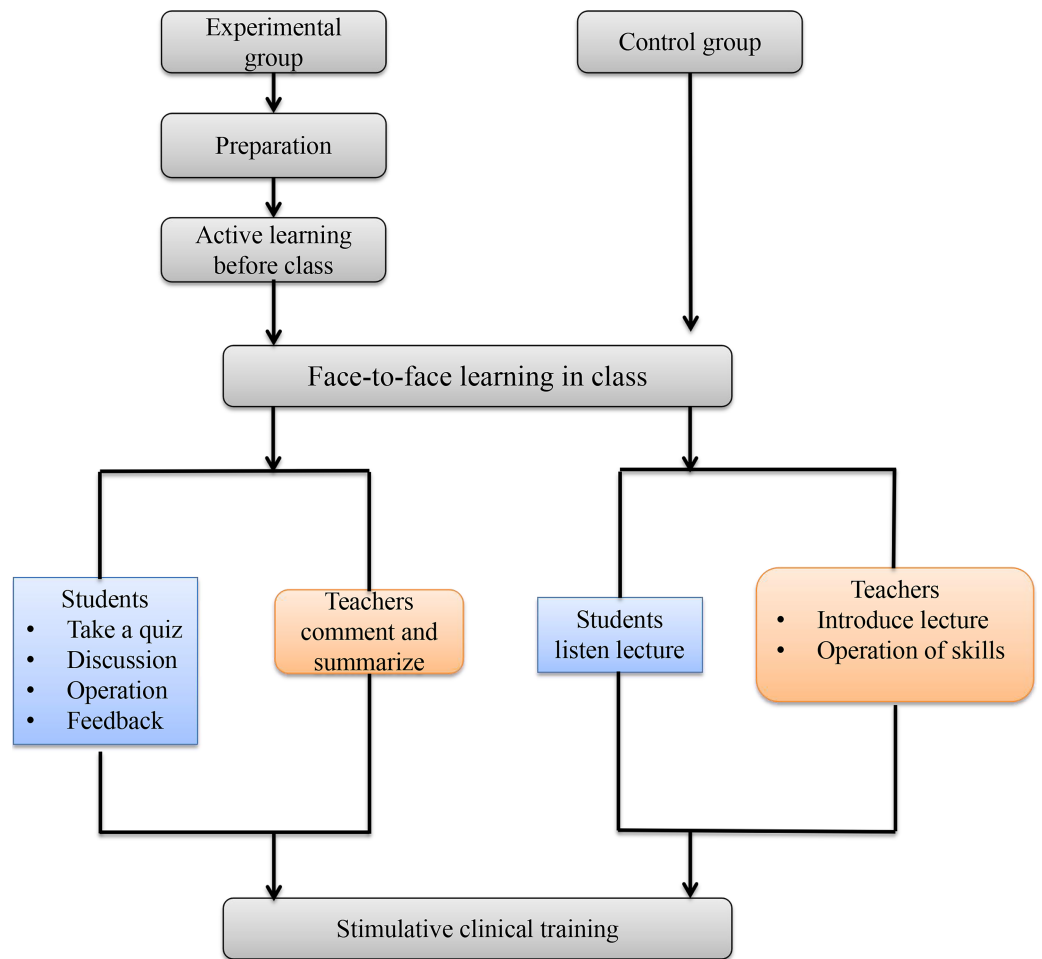 Experimental
group
Control group
Preparation
Active learning
before class
Face-to-face learning in class
Students
• Take a quiz
• Discussion
• Operation
• Feedback
Teachers
comment and
summarize
Students
listen lecture
Teachers
• Introduce lecture
• Operation of skills
Stimulative clinical training